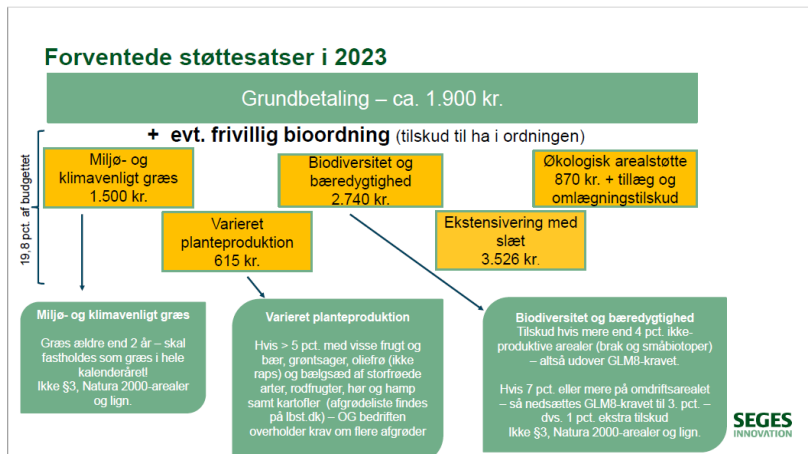 Forventede støttesatser i 2023
Grundbetaling – ca. 1.900 kr.
+ evt. frivillig bioordning (tilskud til ha i ordningen)
19,8 pct. af budgettet
Miljø- og
klimavenligt græs
1.500 kr.
Biodiversitet og
bæredygtighed
2.740 kr.
Økologisk arealstøtte
870 kr. + tillæg og
omlægningstilskud
Varieret
planteproduktion
615 kr.
Ekstensivering med
slæt
3.526 kr.
Miljø- og klimavenligt græs
Græs ældre end 2 år – skal
fastholdes som græs i hele
kalenderåret!
Ikke §3, Natura 2000-arealer
og lign.
Varieret planteproduktion
Hvis > 5 pct. med visse frugt og
bær, grøntsager, oliefrø (ikke
raps) og bælgsæd af storfrøede
arter, rodfrugter, hør og hamp
samt kartofler (afgrødeliste findes
på lbst.dk) – OG bedriften
overholder krav om flere afgrøder
Biodiversitet og bæredygtighed
Tilskud hvis mere end 4 pct. ikke-
produktive arealer (brak og småbiotoper)
– altså udover GLM8-kravet.
Hvis 7 pct. eller mere på omdriftsarealet
– så nedsættes GLM8-kravet til 3. pct. –
dvs. 1 pct. ekstra tilskud
Ikke §3, Natura 2000-arealer og lign.
SEGES
INNOVATION